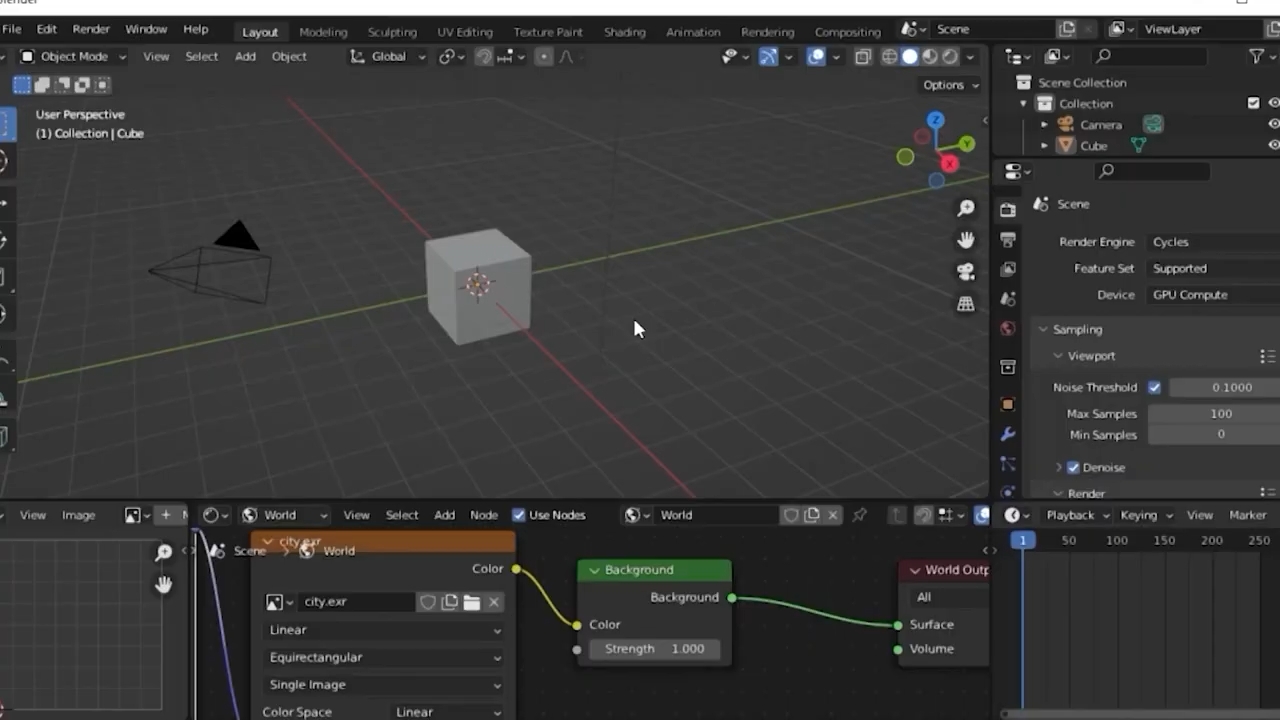 File Edit Render Window Help Layout Modeling Sculpting UV Editing Texture Paint Shading Animation Rendering Compositing Scene ViewLayer
Object Mode View Select Add Object Global
Options
User Perspective
(1) Collection | Cube
Z
Y
X
Scene Collection
Collection
Camera
Cube
Scene
Render Engine Cycles
Feature Set Supported
Device GPU Compute
Sampling
Viewport
Noise Threshold 0.1000
Max Samples 100
Min Samples 0
Denoise
Render
View Image
World View Select Add Node Use Nodes World
Playback Keying View Marker
1 50 100 150 200 250
city.exr
Scene > World
Color
city.exr
Linear
Equirectangular
Single Image
Color Space Linear
Background
Background
Color
Strength 1.000
World Outp
All
Surface
Volume